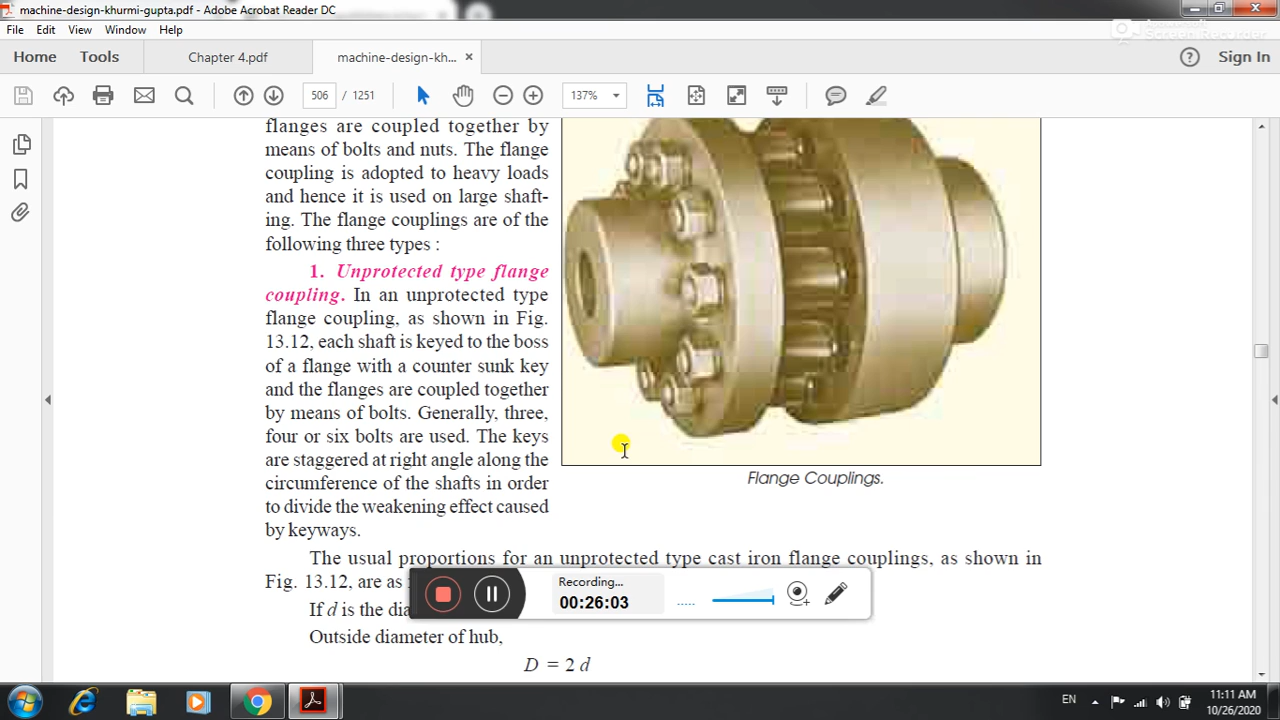 machine-design-khurmi-gupta.pdf - Adobe Acrobat Reader DC
File Edit View Window Help
Home Tools Chapter 4.pdf machine-design-kh... × Sign In
506 / 1251 137%
flanges are coupled together by
means of bolts and nuts. The flange
coupling is adopted to heavy loads
and hence it is used on large shaft-
ing. The flange couplings are of the
following three types :
1. Unprotected type flange
coupling. In an unprotected type
flange coupling, as shown in Fig.
13.12, each shaft is keyed to the boss
of a flange with a counter sunk key
and the flanges are coupled together
by means of bolts. Generally, three,
four or six bolts are used. The keys
are staggered at right angle along the
circumference of the shafts in order
to divide the weakening effect caused
by keyways.
Flange Couplings.
The usual proportions for an unprotected type cast iron flange couplings, as shown in
Fig. 13.12, are as
If d is the dia
Outside diameter of hub,
D = 2 d
Recording...
00:26:03
EN 11:11 AM
10/26/2020